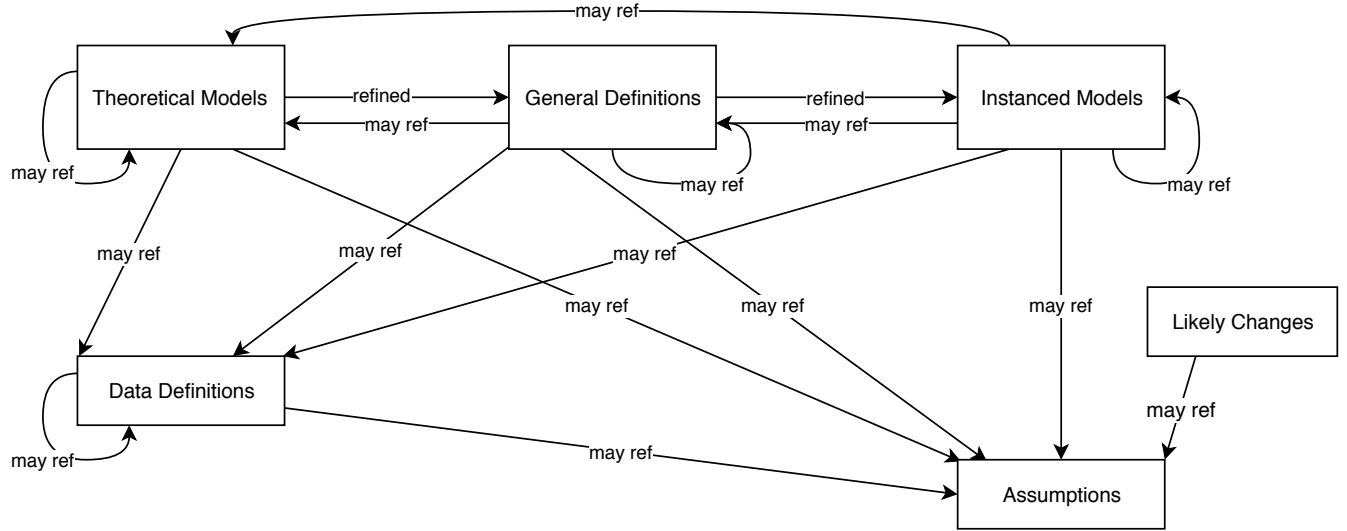 may ref
Theoretical Models
refined
General Definitions
refined
Instanced Models
may ref
may ref
may ref
may ref
may ref
may ref
may ref
may ref
may ref
may ref
may ref
may ref
Likely Changes
Data Definitions
may ref
may ref
may ref
Assumptions